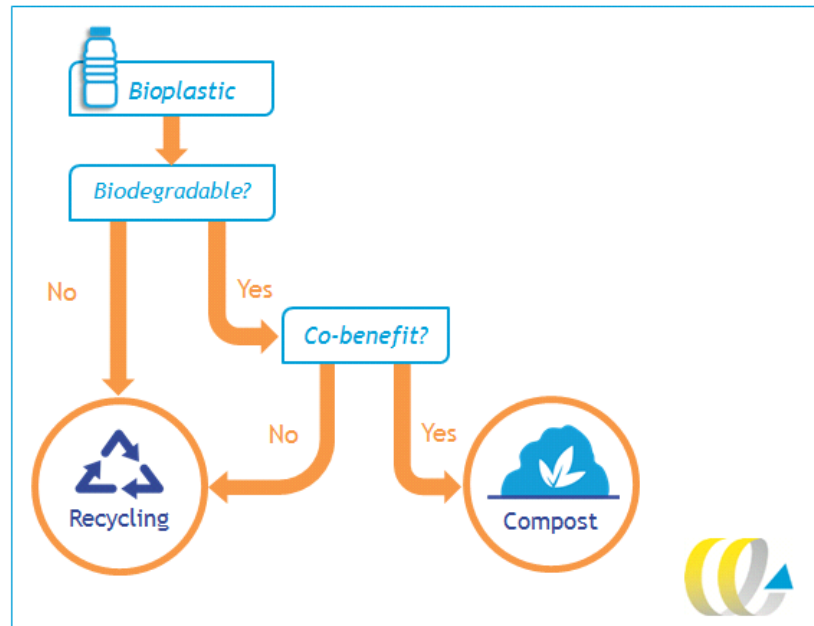 Bioplastic
Biodegradable?
No
Yes
Co-benefit?
No
Yes
Recycling
Compost